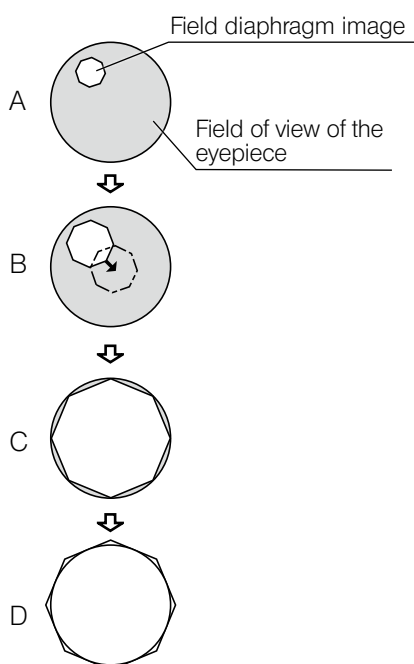 Field diaphragm image
A
Field of view of the
eyepiece
B
C
D